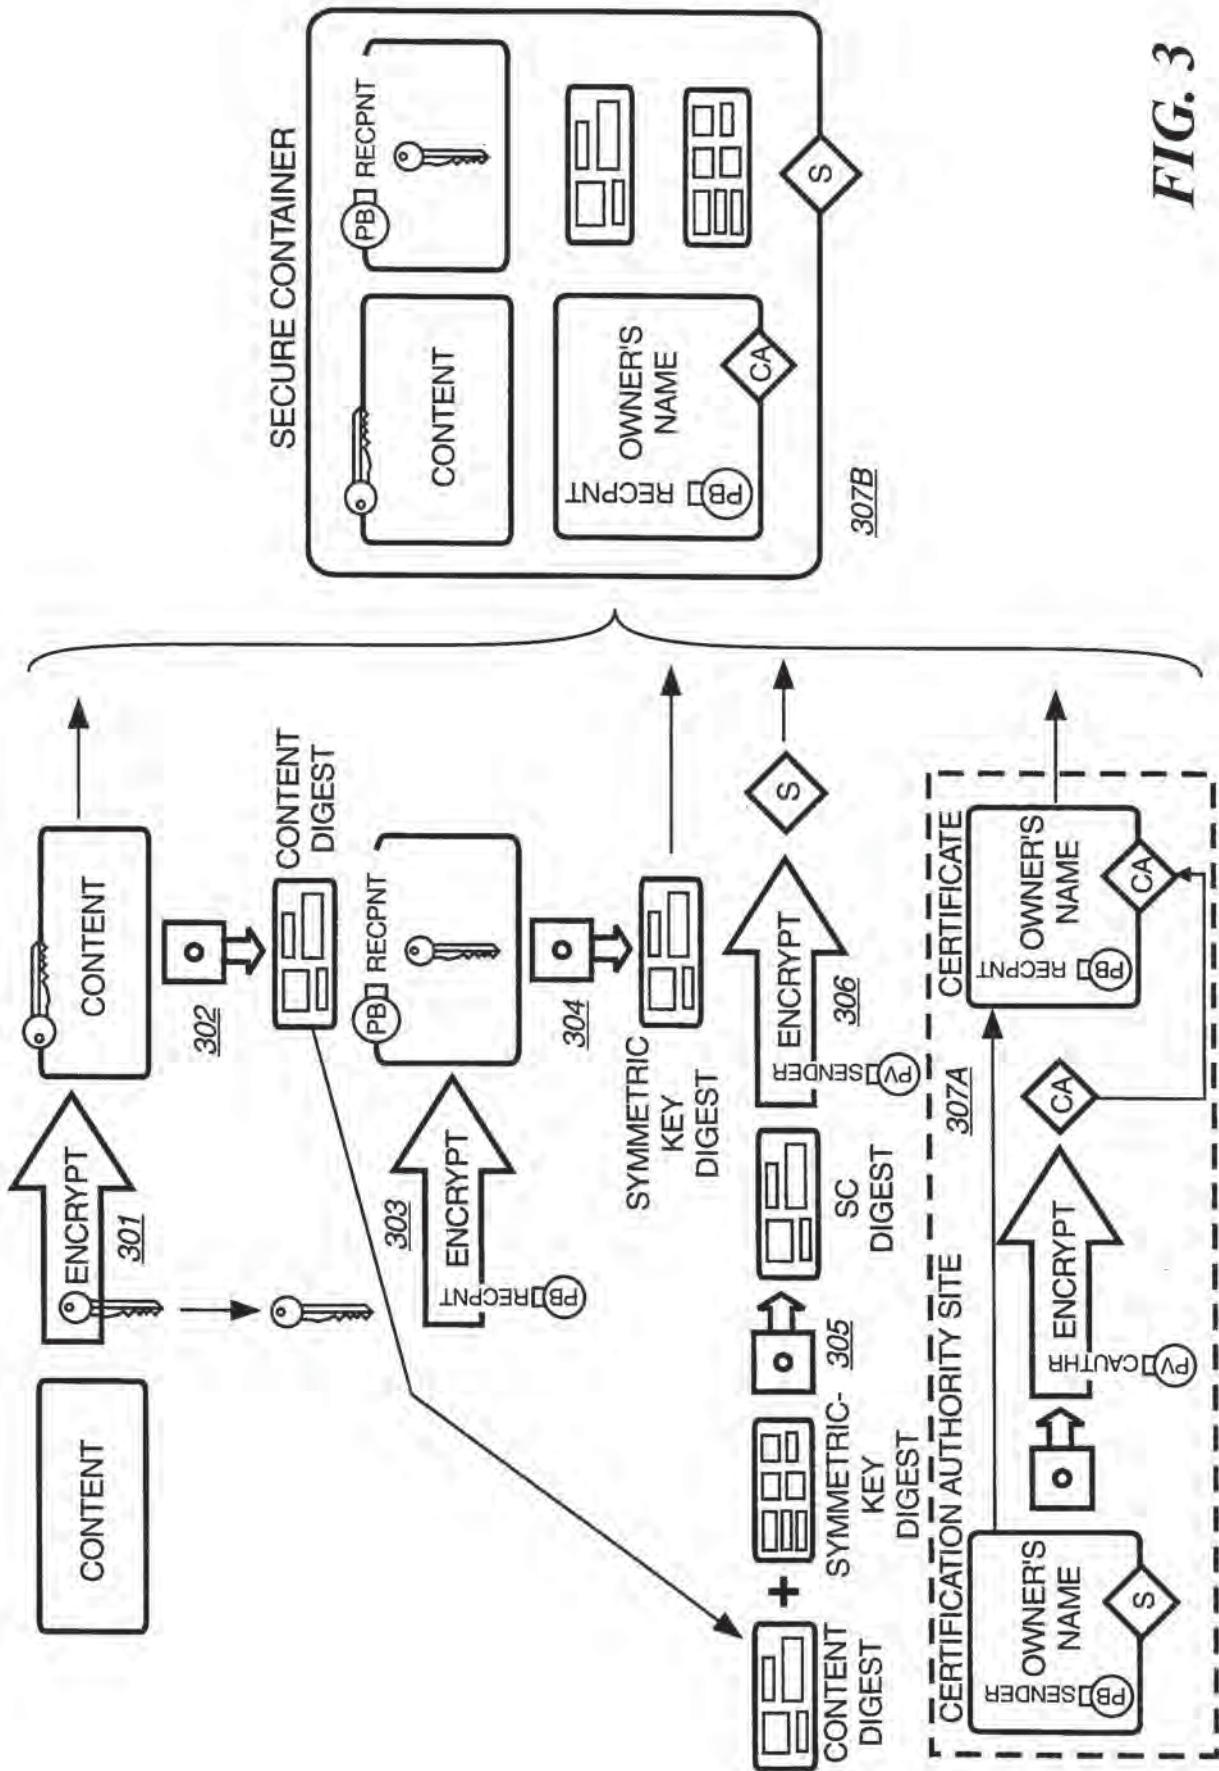 CONTENT
ENCRYPT
301
CONTENT
302
CONTENT
DIGEST
303
ENCRYPT
PB RECPNT
PB RECPNT
304
SYMMETRIC
KEY
DIGEST
CONTENT
DIGEST
+
SYMMETRIC-
KEY
DIGEST
305
SC
DIGEST
ENCRYPT
PV SENDER
306
S
CERTIFICATION AUTHORITY SITE
OWNER'S
NAME
PB SENDER
S
ENCRYPT
PV CAUTHR
307A
CA
CERTIFICATE
OWNER'S
NAME
PB RECPNT
CA
SECURE CONTAINER
CONTENT
PB RECPNT
OWNER'S
NAME
PB RECPNT
CA
S
307B
FIG. 3